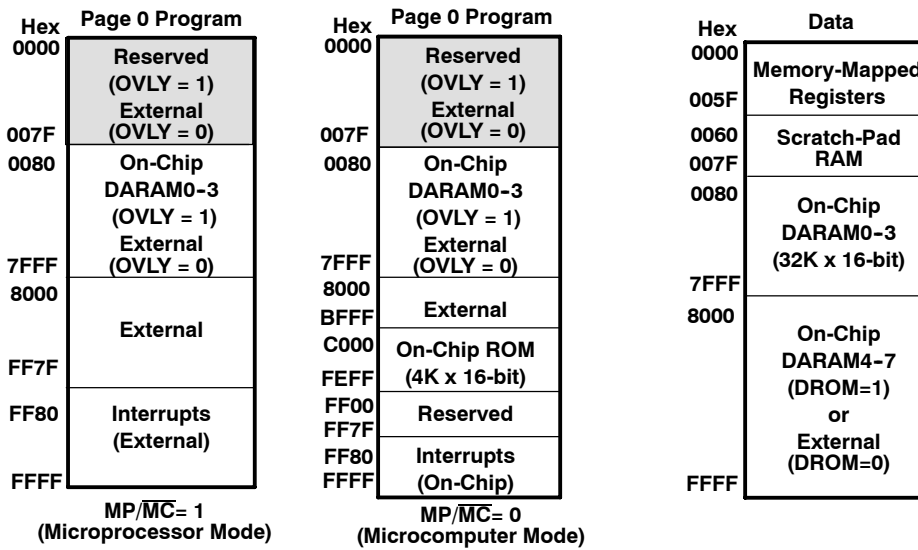 Hex
Page 0 Program
0000
Reserved
(OVLY = 1)
External
(OVLY = 0)
007F
0080
On-Chip
DARAM0-3
(OVLY = 1)
External
(OVLY = 0)
7FFF
8000
External
FF7F
FF80
Interrupts
(External)
FFFF
MP/M̅C̅= 1
(Microprocessor Mode)
Hex
Page 0 Program
0000
Reserved
(OVLY = 1)
External
(OVLY = 0)
007F
0080
On-Chip
DARAM0-3
(OVLY = 1)
External
(OVLY = 0)
7FFF
8000
External
BFFF
C000
On-Chip ROM
(4K x 16-bit)
FEFF
FF00
Reserved
FF7F
FF80
Interrupts
(On-Chip)
FFFF
MP/M̅C̅= 0
(Microcomputer Mode)
Hex
Data
0000
Memory-Mapped
Registers
005F
0060
Scratch-Pad
RAM
007F
0080
On-Chip
DARAM0-3
(32K x 16-bit)
7FFF
8000
On-Chip
DARAM4-7
(DROM=1)
or
External
(DROM=0)
FFFF